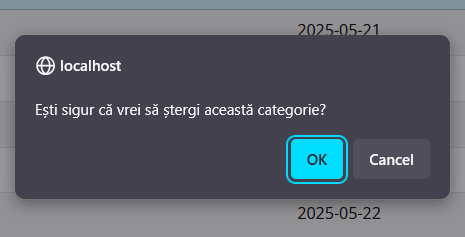 2025-05-21
localhost
Ești sigur că vrei să ștergi această categorie?
OK
Cancel
2025-05-22